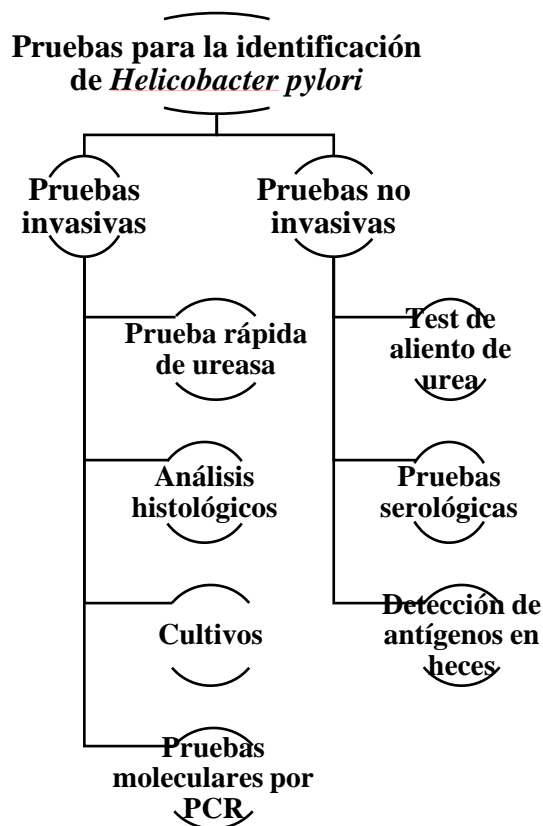 Pruebas para la identificación
de Helicobacter pylori
Pruebas
invasivas
Prueba rápida
de ureasa
Análisis
histológicos
Cultivos
Pruebas
moleculares por
PCR
Pruebas no
invasivas
Test de
aliento de
urea
Pruebas
serológicas
Detección de
antígenos en
heces